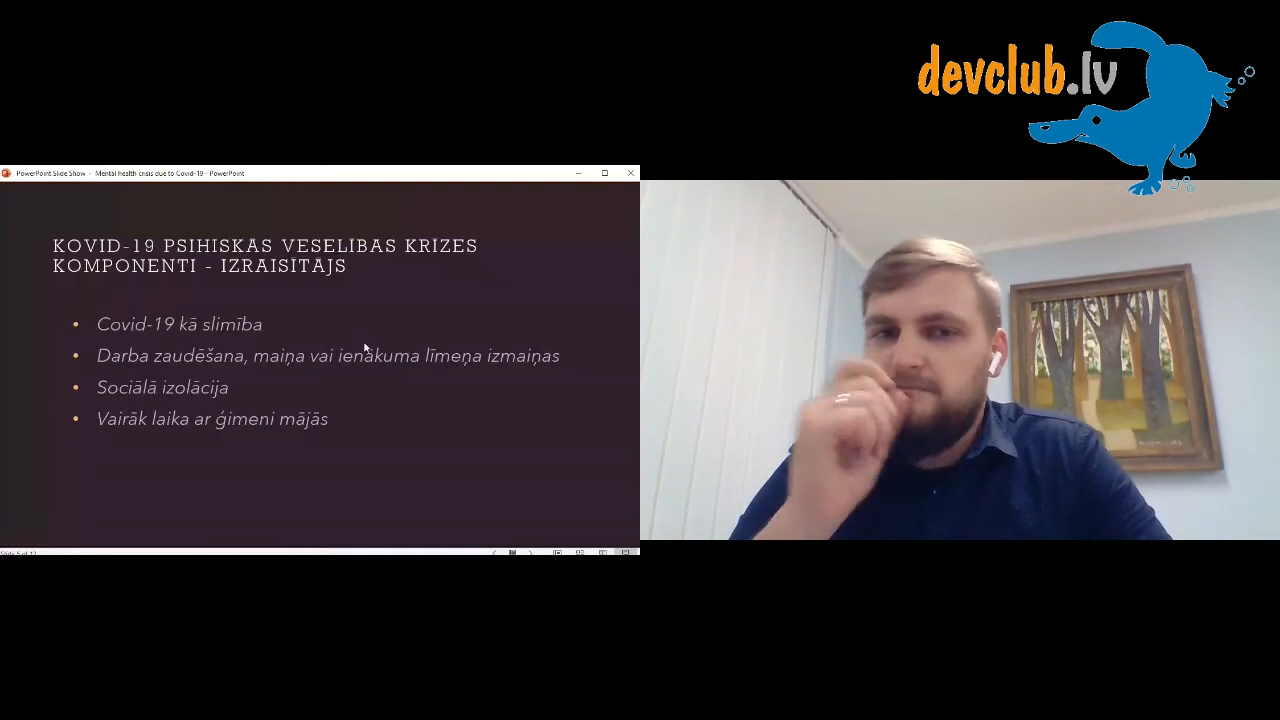 devclub.lv
PowerPoint Slide Show - Mental health crisis due to Covid-19 - PowerPoint
KOVID-19 PSIHISKĀS VESELĪBAS KRĪZES
KOMPONENTI - IZRAISĪTĀJS
• Covid-19 kā slimība
• Darba zaudēšana, maiņa vai ienākuma līmeņa izmaiņas
• Sociālā izolācija
• Vairāk laika ar ģimeni mājās